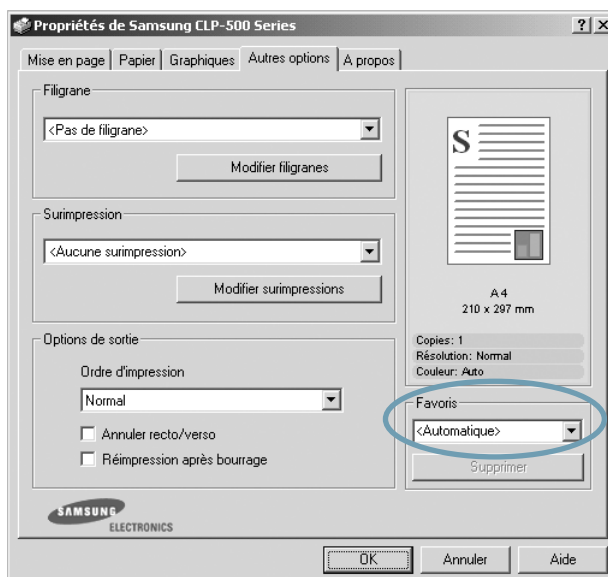 Propriétés de Samsung CLP-500 Series
Mise en page Papier Graphiques Autres options A propos
Filigrane
<Pas de filigrane>
Modifier filigranes
Surimpression
<Aucune surimpression>
Modifier surimpressions
Options de sortie
Ordre d'impression
Normal
Annuler recto/verso
Réimpression après bourrage
SAMSUNG
ELECTRONICS
S
A4
210 x 297 mm
Copies: 1
Résolution: Normal
Couleur: Auto
Favoris
<Automatique>
Supprimer
OK Annuler Aide